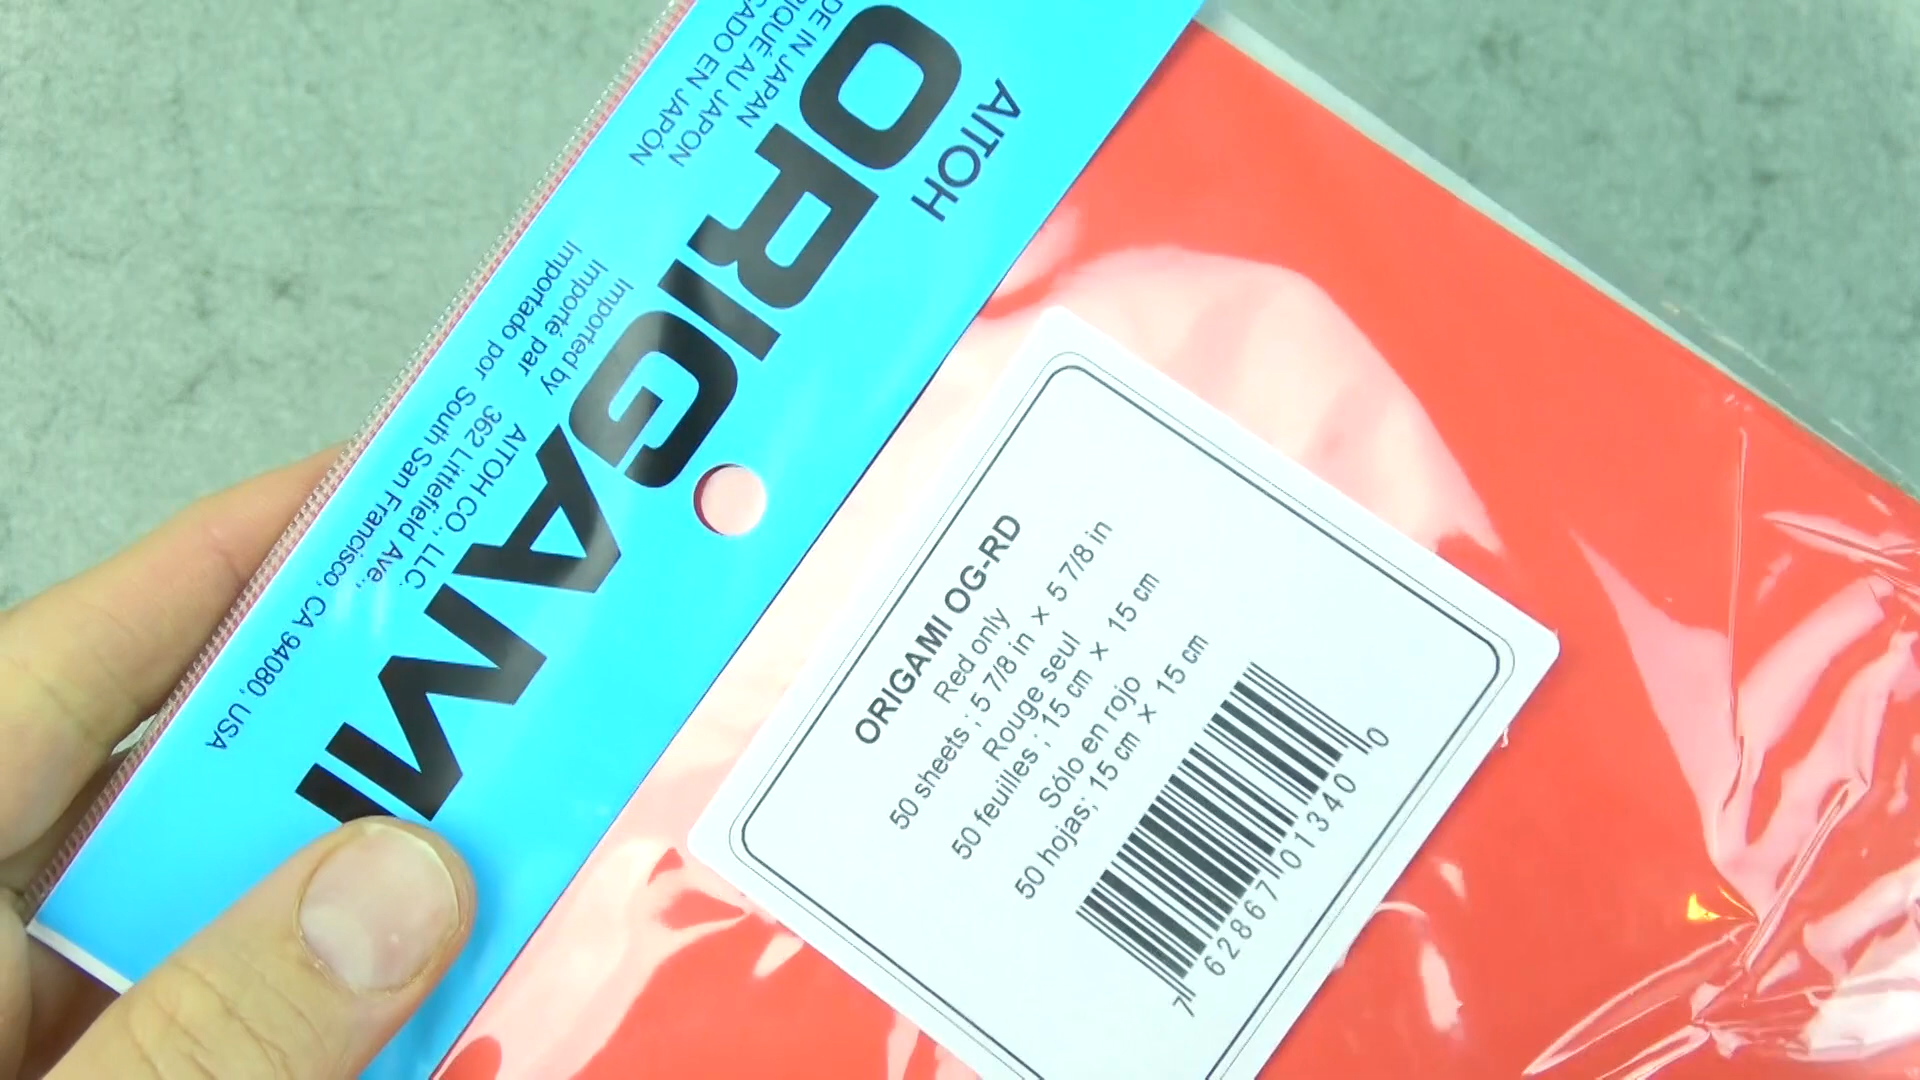 AITOH
ORIGAMI
DE IN JAPAN
RIQUÉ AU JAPON
CADO EN JAPÓN
Imported by
Importé par
Importado por
AITOH CO., LLC.
362 Littlefield Ave.,
South San Francisco, CA 94080, USA
ORIGAMI OG-RD
Red only
50 sheets ; 5 7/8 in × 5 7/8 in
Rouge seul
50 feuilles ; 15 cm × 15 cm
Sólo en rojo
50 hojas; 15 cm × 15 cm
7 62867 01340 0